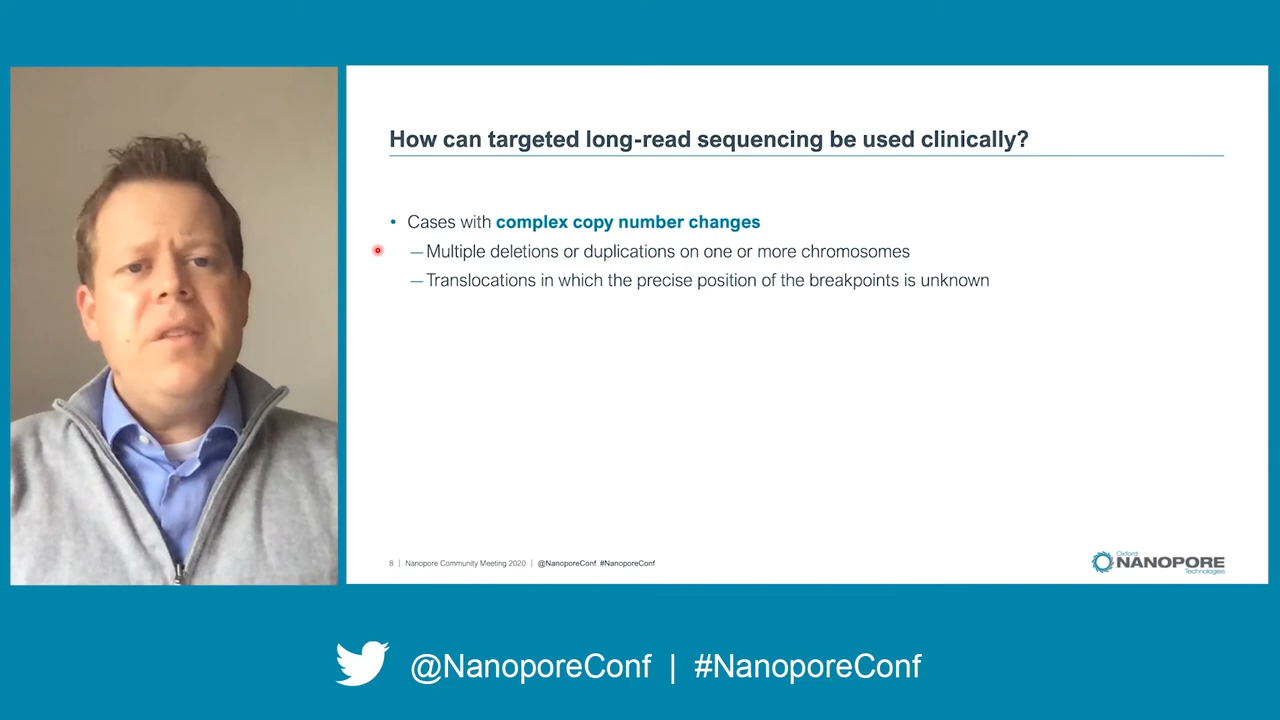 How can targeted long-read sequencing be used clinically?
• Cases with complex copy number changes
— Multiple deletions or duplications on one or more chromosomes
— Translocations in which the precise position of the breakpoints is unknown
8 | Nanopore Community Meeting 2020 | @NanoporeConf #NanoporeConf
Oxford
NANOPORE
Technologies
@NanoporeConf | #NanoporeConf